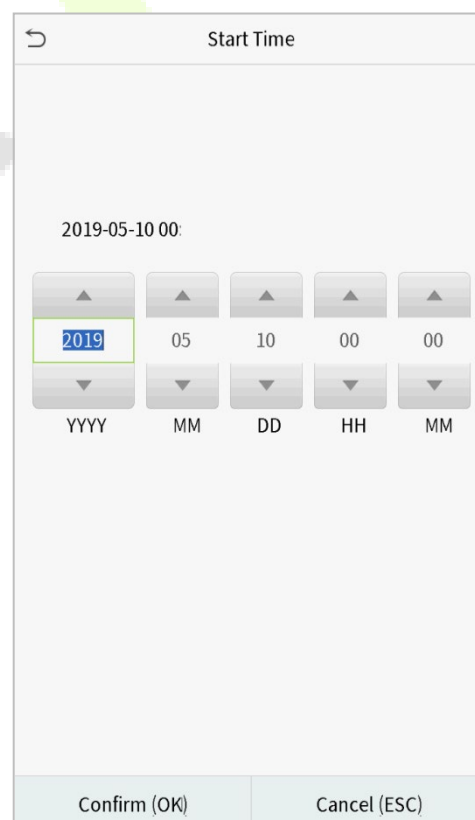 Start Time
2019-05-10 00:
2019 05 10 00 00
YYYY MM DD HH MM
Confirm (OK) Cancel (ESC)